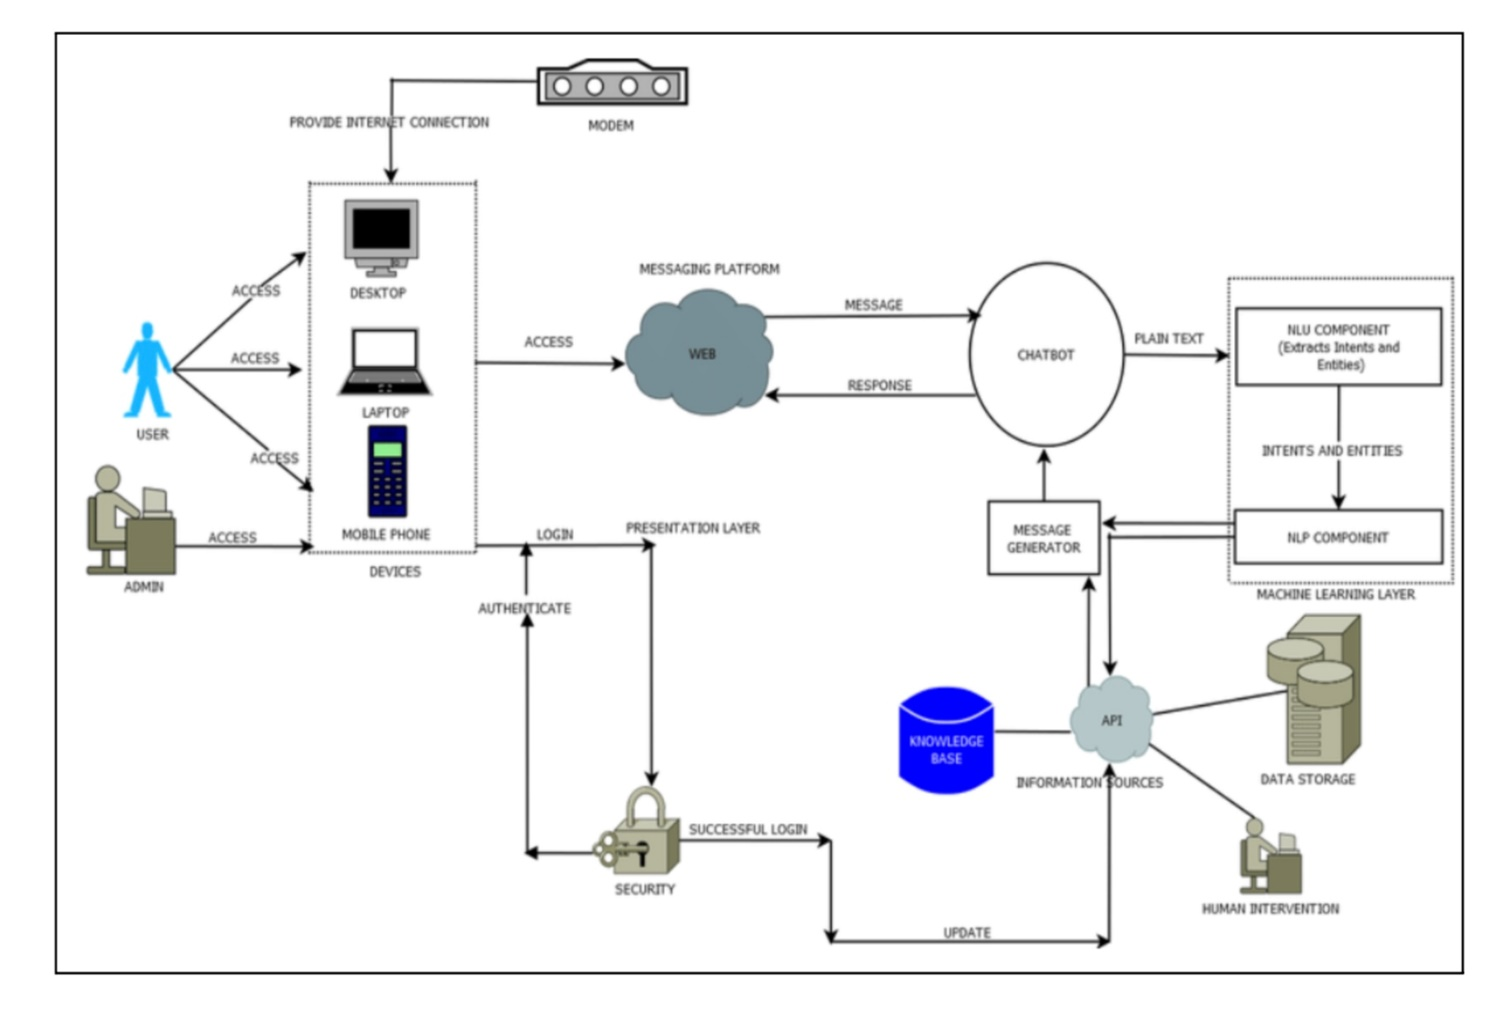 MODEM
PROVIDE INTERNET CONNECTION
DESKTOP
LAPTOP
MOBILE PHONE
DEVICES
ACCESS
ACCESS
ACCESS
USER
ACCESS
ADMIN
ACCESS
MESSAGING PLATFORM
WEB
MESSAGE
RESPONSE
CHATBOT
PLAIN TEXT
NLU COMPONENT
(Extracts Intents and
Entities)
INTENTS AND ENTITIES
NLP COMPONENT
MACHINE LEARNING LAYER
MESSAGE
GENERATOR
LOGIN
PRESENTATION LAYER
AUTHENTICATE
SECURITY
SUCCESSFUL LOGIN
UPDATE
KNOWLEDGE
BASE
API
INFORMATION SOURCES
DATA STORAGE
HUMAN INTERVENTION